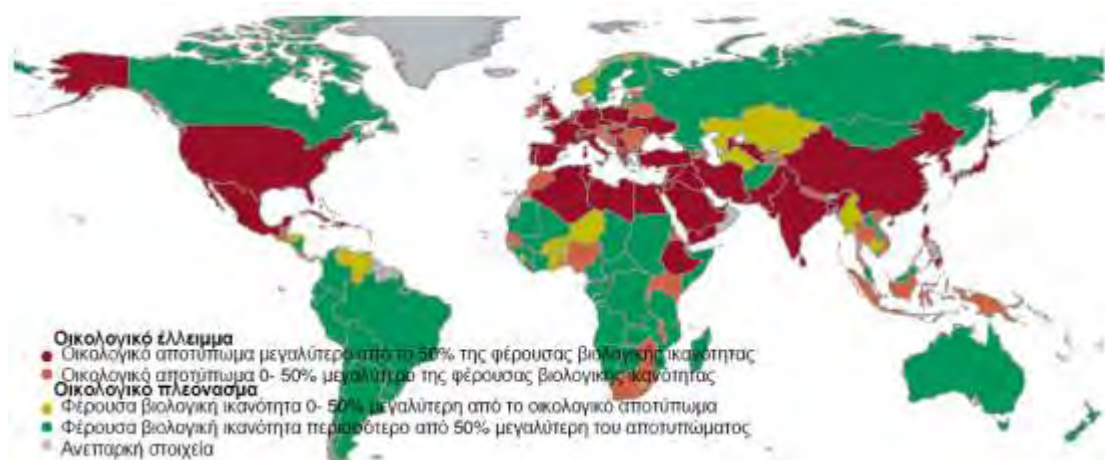 Οικολογικό έλλειμμα
Οικολογικό αποτύπωμα μεγαλύτερο από το 50% της φέρουσας βιολογικής ικανότητας
Οικολογικό αποτύπωμα 0- 50% μεγαλύτερο της φέρουσας βιολογικής ικανότητας
Οικολογικό πλεόνασμα
Φέρουσα βιολογική ικανότητα 0- 50% μεγαλύτερη από το οικολογικό αποτύπωμα
Φέρουσα βιολογική ικανότητα περισσότερο από 50% μεγαλύτερη του αποτυπώματος
Ανεπαρκή στοιχεία